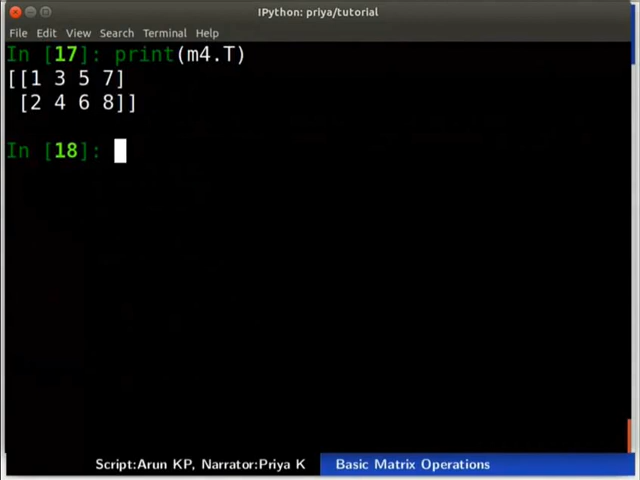 IPython: priya/tutorial
File Edit View Search Terminal Help
In [17]: print(m4.T)
[[1 3 5 7]
[2 4 6 8]]
In [18]:
Script:Arun KP, Narrator:Priya K
Basic Matrix Operations